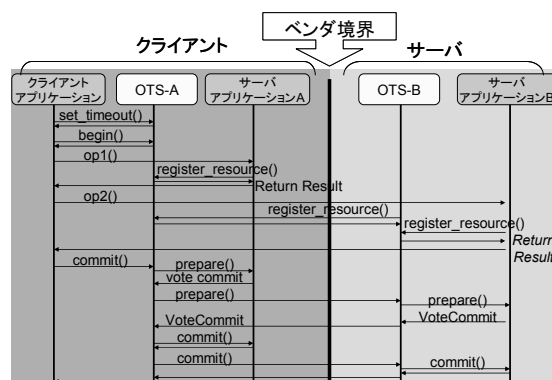 ベンダ境界
クライアント
サーバ
クライアント
アプリケーション
OTS-A
サーバ
アプリケーションA
OTS-B
サーバ
アプリケーションB
set_timeout()
begin()
op1()
register_resource()
Return Result
op2()
register_resource()
register_resource()
Return
Result
commit()
prepare()
vote commit
prepare()
prepare()
VoteCommit
VoteCommit
commit()
commit()
commit()